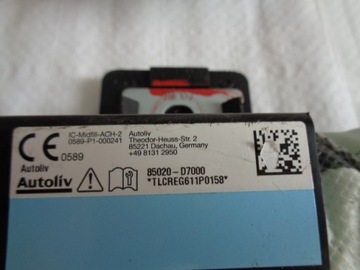 IC-Midfill-ACH-2
0589-P1-000241
CE 0589
Autoliv
Theodor-Heuss-Str. 2
85221 Dachau, Germany
+49 8131 2950
Autoliv
Autoliv
85020-D7000
*TLCREG611P0158*